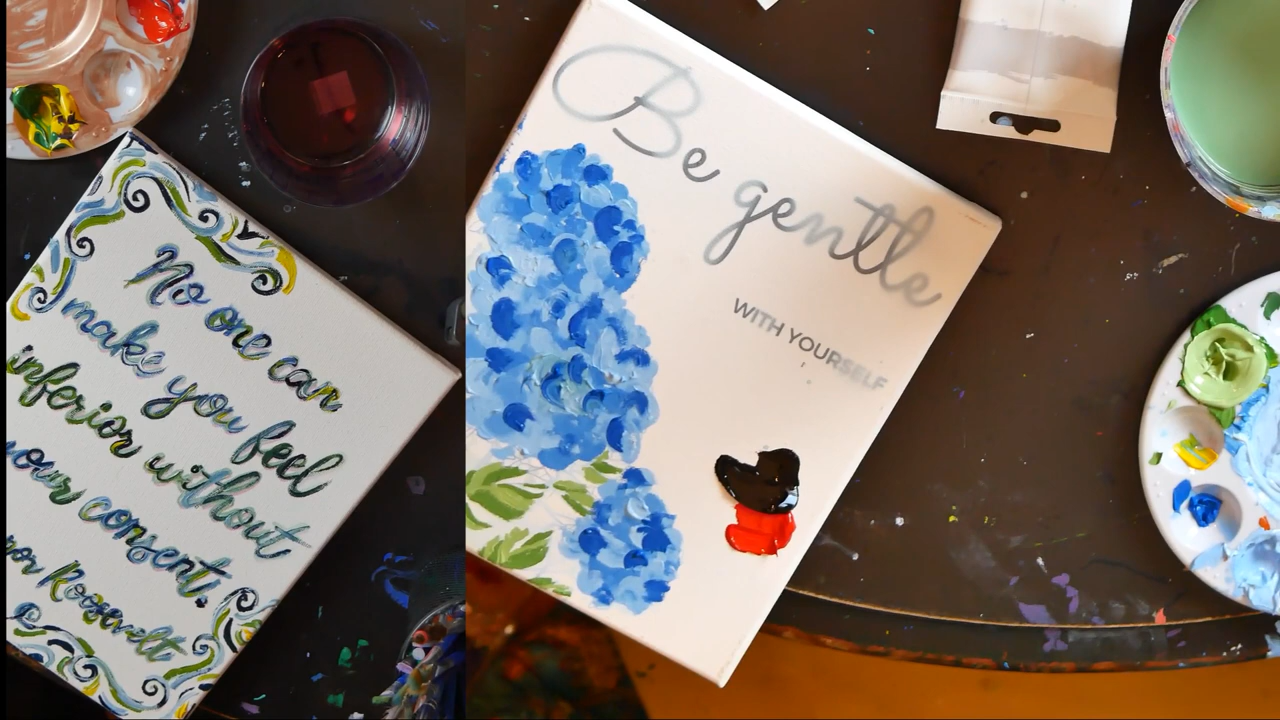 No one can
make you feel
inferior without
your consent.
Roosevelt
Be gentle
WITH YOURSELF